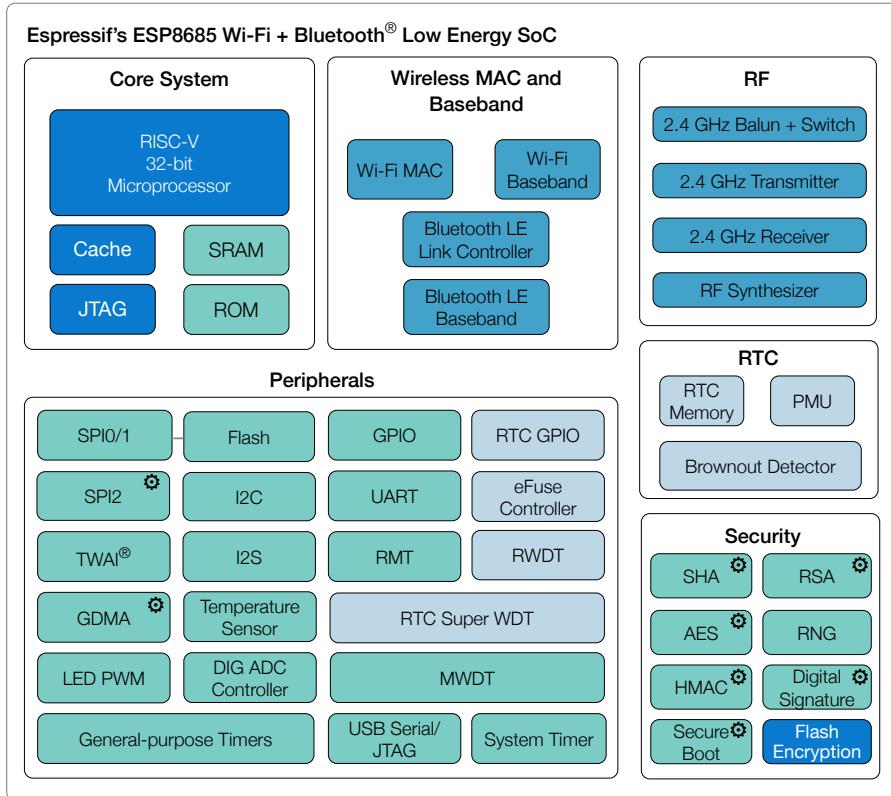 Espressif's ESP8685 Wi-Fi + Bluetooth® Low Energy SoC
Core System
RISC-V
32-bit
Microprocessor
Cache
SRAM
JTAG
ROM
Wireless MAC and
Baseband
Wi-Fi MAC
Wi-Fi
Baseband
Bluetooth LE
Link Controller
Bluetooth LE
Baseband
RF
2.4 GHz Balun + Switch
2.4 GHz Transmitter
2.4 GHz Receiver
RF Synthesizer
RTC
RTC
Memory
PMU
Brownout Detector
Peripherals
SPI0/1
Flash
GPIO
RTC GPIO
SPI2
I2C
UART
eFuse
Controller
TWAI®
I2S
RMT
RWDT
GDMA
Temperature
Sensor
RTC Super WDT
LED PWM
DIG ADC
Controller
MWDT
General-purpose Timers
USB Serial/
JTAG
System Timer
Security
SHA
RSA
AES
RNG
HMAC
Digital
Signature
Secure
Boot
Flash
Encryption